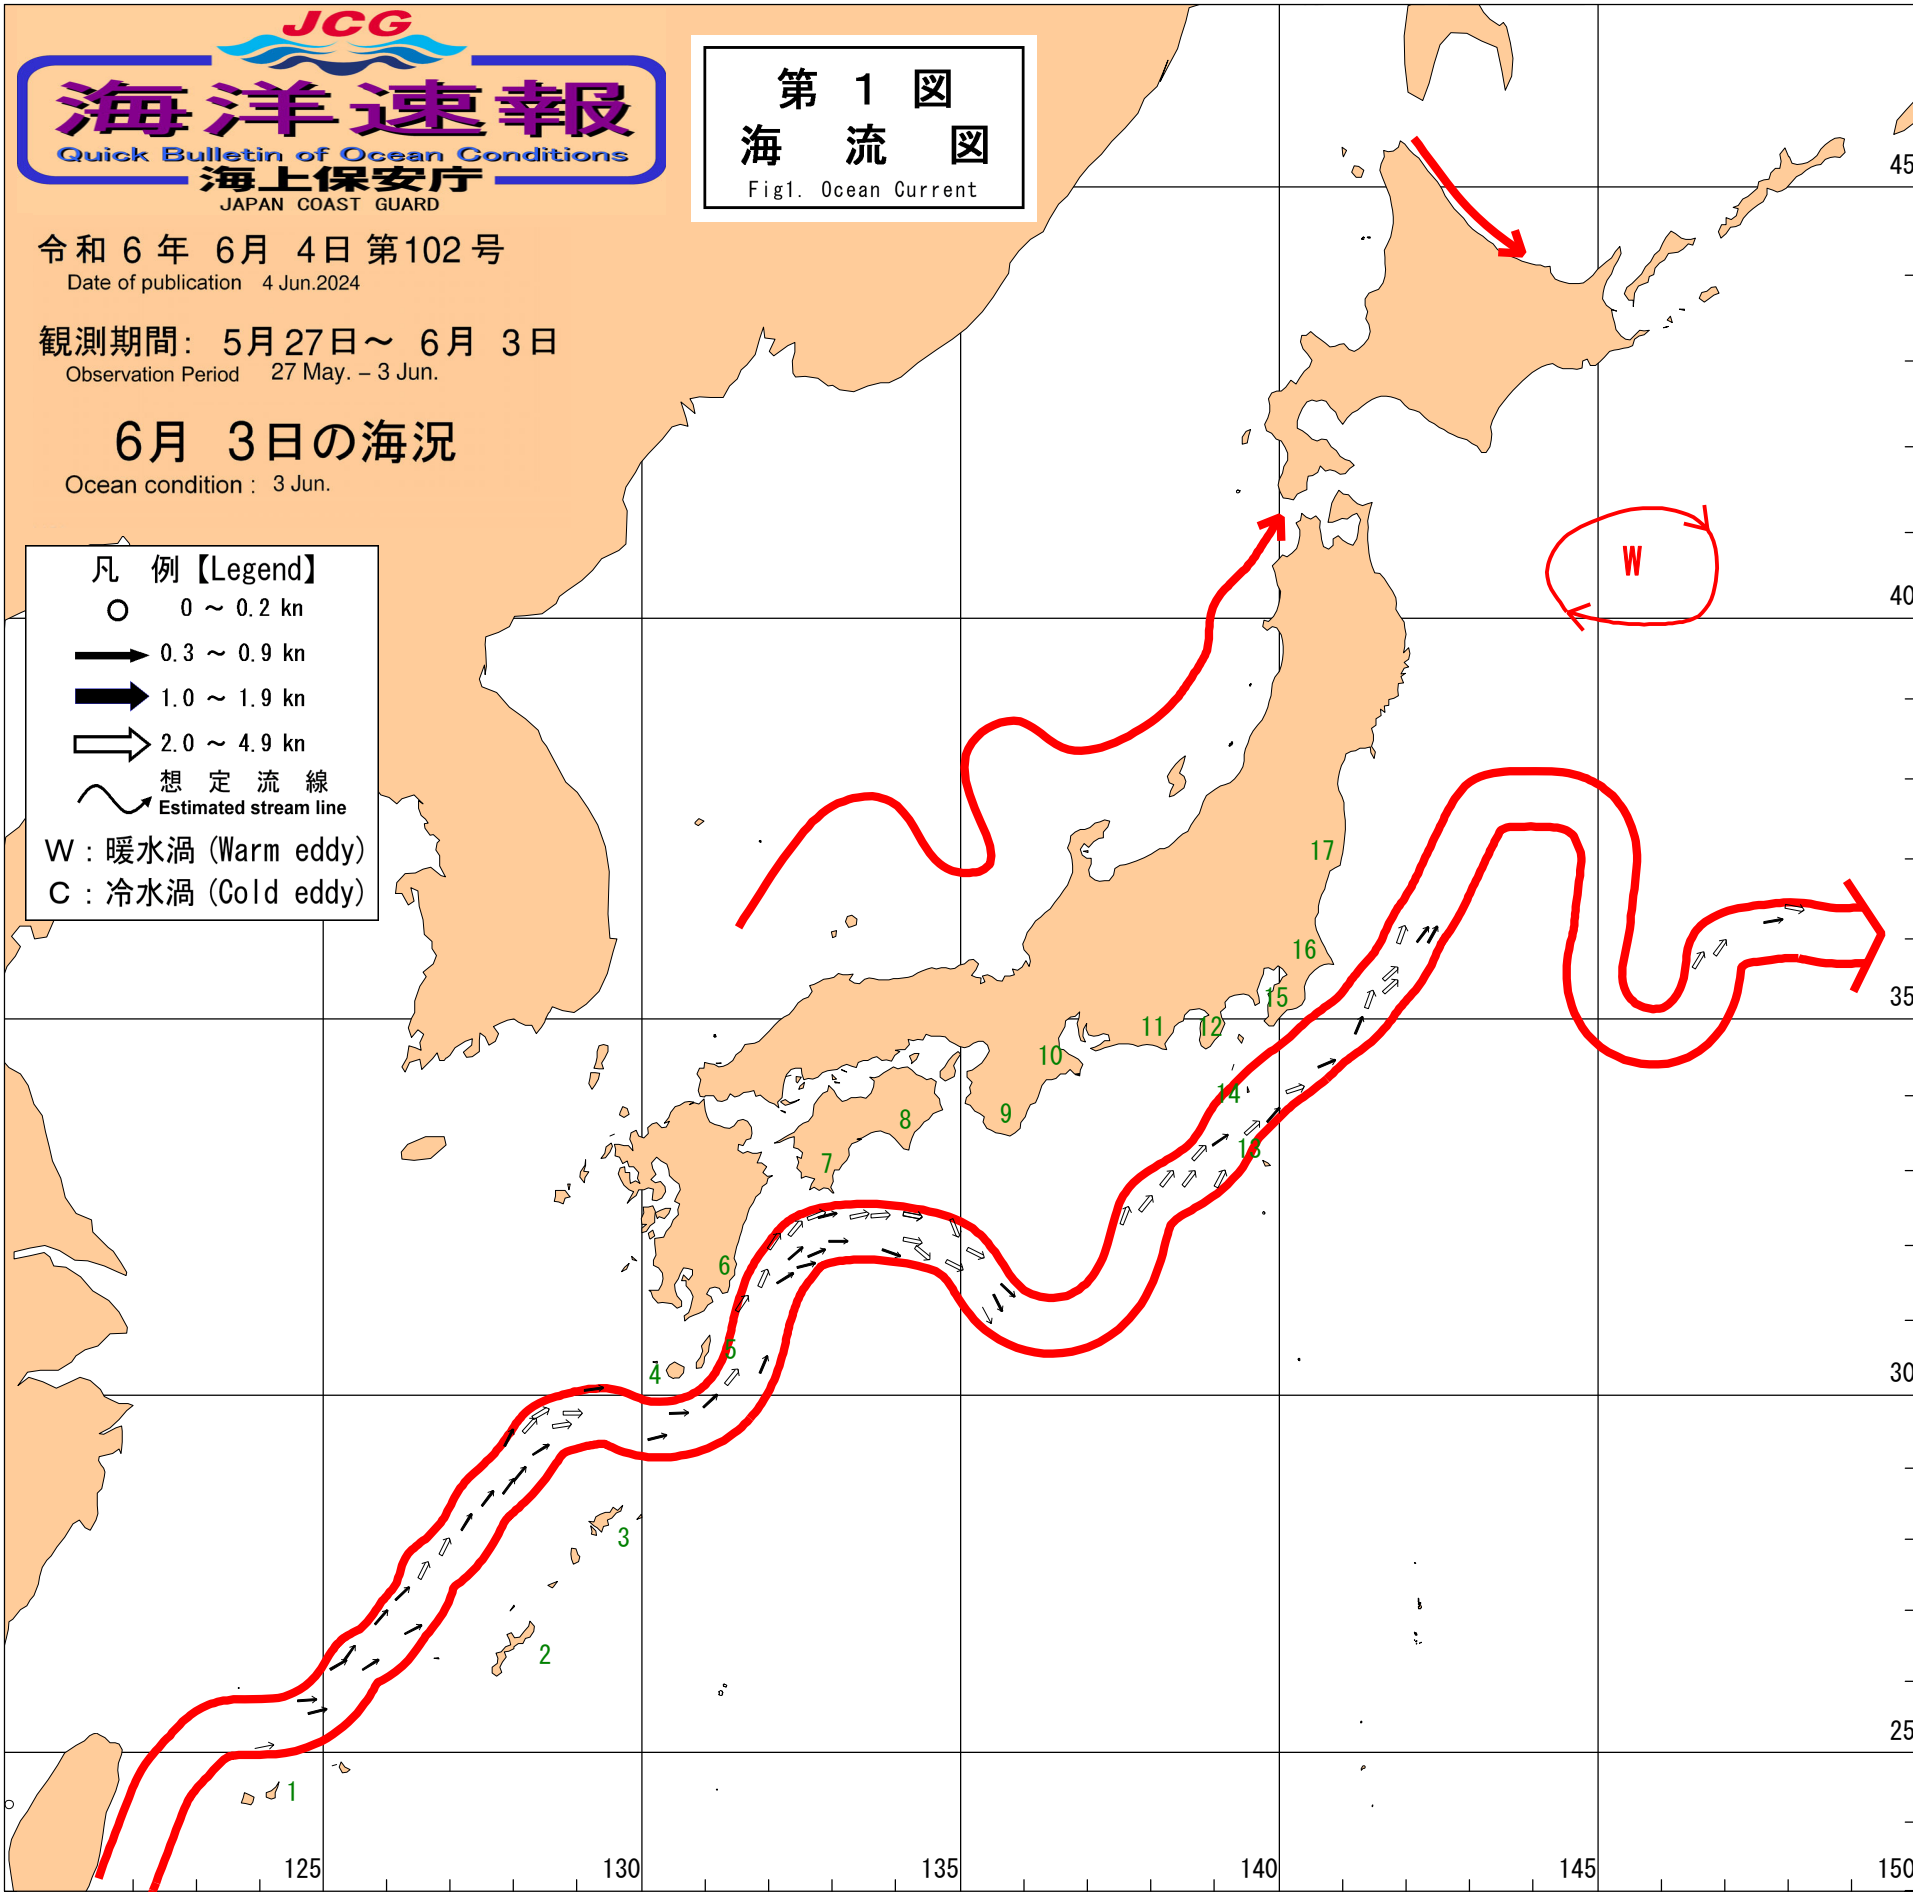 JCG
海洋速報
Quick Bulletin of Ocean Conditions
海上保安庁
JAPAN COAST GUARD
第 1 図
海 流 図
Fig1. Ocean Current
令和 6 年 6月 4日 第102 号
Date of publication 4 Jun.2024
観測期間: 5月27日～ 6月 3日
Observation Period 27 May. – 3 Jun.
6月 3日の海況
Ocean condition : 3 Jun.
凡 例【Legend】
0 ～ 0.2 kn
0.3 ～ 0.9 kn
1.0 ～ 1.9 kn
2.0 ～ 4.9 kn
想 定 流 線
Estimated stream line
W : 暖水渦 (Warm eddy)
C : 冷水渦 (Cold eddy)
45
W
40
17
16
15
35
11
12
10
14
9
8
13
7
6
5
4
30
3
2
25
1
125
130
135
140
145
150